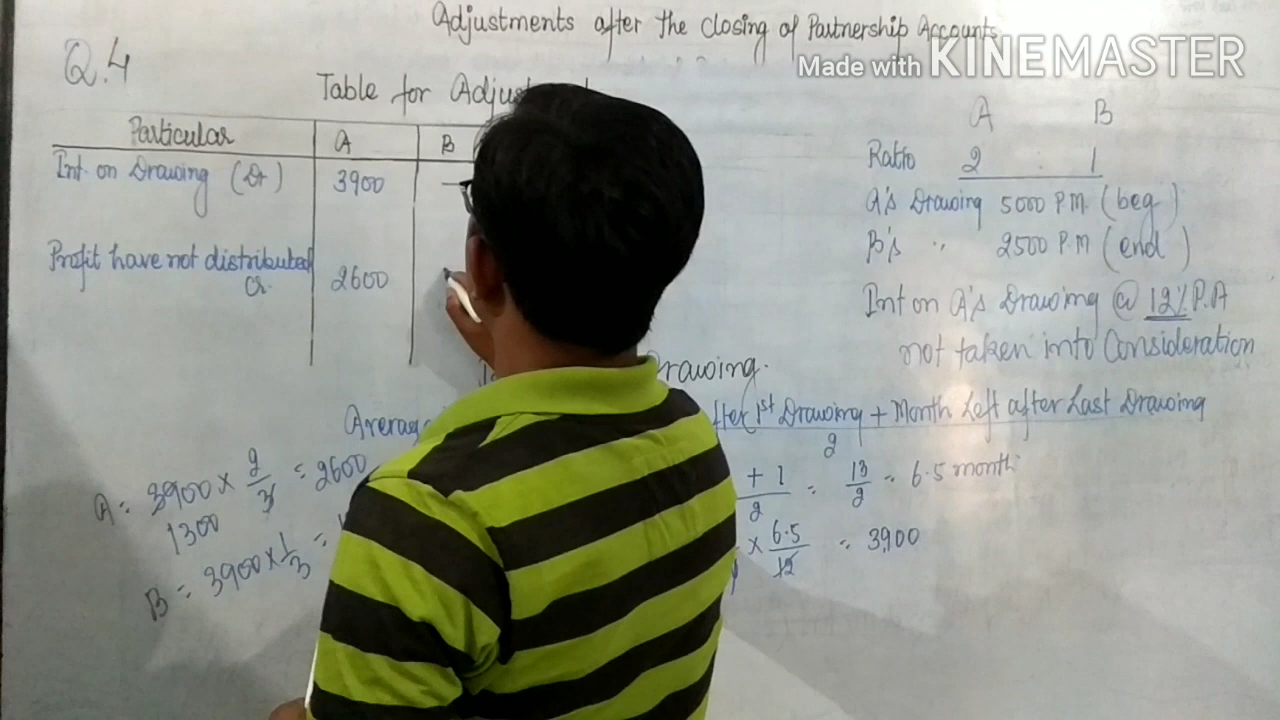 Adjustments after the closing of Partnership Accounts
Made with KINEMASTER
Q.4
Table for
Particular A B
Int. on Drawing (Dr) 3900 —
Profit have not distributed
Cr. 2600
A B
Ratio 2 : 1
A's Drawing 5000 P.M (beg)
B's " 2500 P.M (end)
Int on A's Drawing @ 12% P.A
not taken into Consideration
Drawing.
1st Drawing + Month Left after Last Drawing
2
+ 1
2
= 13
2
= 6.5 month
A = 3900 × 2
3
= 2600
1300
B = 3900 × 1
3
=
× 6.5
12
= 3900